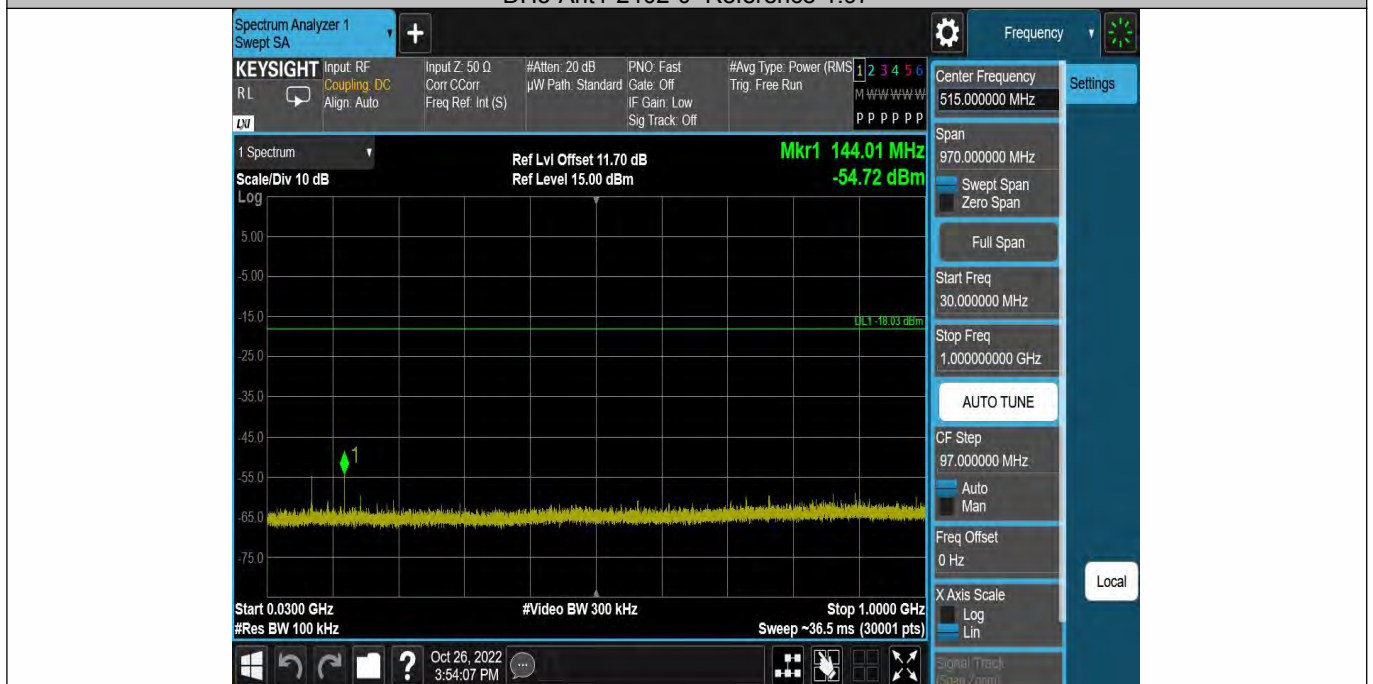 Spectrum Analyzer 1
Swept SA
Frequency
KEYSIGHT
RL
LXI
Input: RF
Coupling: DC
Align: Auto
Input Z: 50 Ω
Corr CCorr
Freq Ref: Int (S)
#Atten: 20 dB
µW Path: Standard
PNO: Fast
Gate: Off
IF Gain: Low
Sig Track: Off
#Avg Type: Power (RMS
Trig: Free Run
1 2 3 4 5 6
M W W W W W
P P P P P P
Center Frequency
515.000000 MHz
Settings
1 Spectrum
Scale/Div 10 dB
Log
Ref Lvl Offset 11.70 dB
Ref Level 15.00 dBm
Mkr1 144.01 MHz
-54.72 dBm
5.00
-5.00
-15.0
-25.0
-35.0
-45.0
-55.0
-65.0
-75.0
DL1 -18.03 dBm
1
Start 0.0300 GHz
#Res BW 100 kHz
#Video BW 300 kHz
Stop 1.0000 GHz
Sweep ~36.5 ms (30001 pts)
Span
970.000000 MHz
Swept Span
Zero Span
Full Span
Start Freq
30.000000 MHz
Stop Freq
1.000000000 GHz
AUTO TUNE
CF Step
97.000000 MHz
Auto
Man
Freq Offset
0 Hz
X Axis Scale
Log
Lin
Signal Track
(Span Zoom)
Local
?
Oct 26, 2022
3:54:07 PM